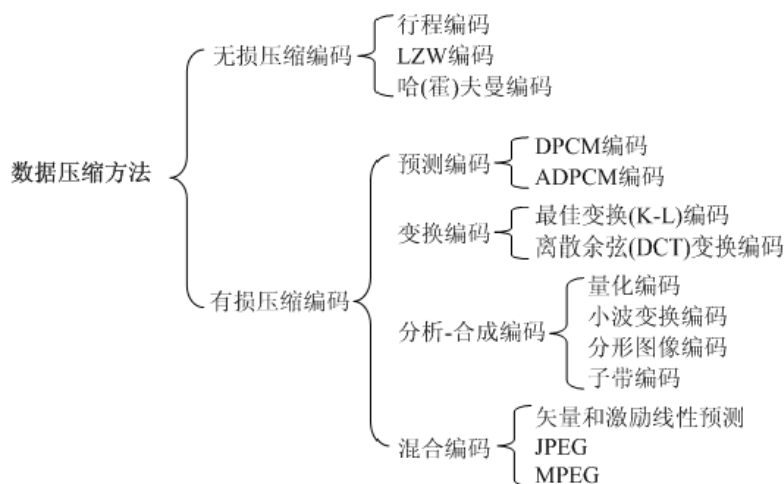 数据压缩方法
无损压缩编码
行程编码
LZW编码
哈(霍)夫曼编码
有损压缩编码
预测编码
DPCM编码
ADPCM编码
变换编码
最佳变换(K-L)编码
离散余弦(DCT)变换编码
分析-合成编码
量化编码
小波变换编码
分形图像编码
子带编码
混合编码
矢量和激励线性预测
JPEG
MPEG